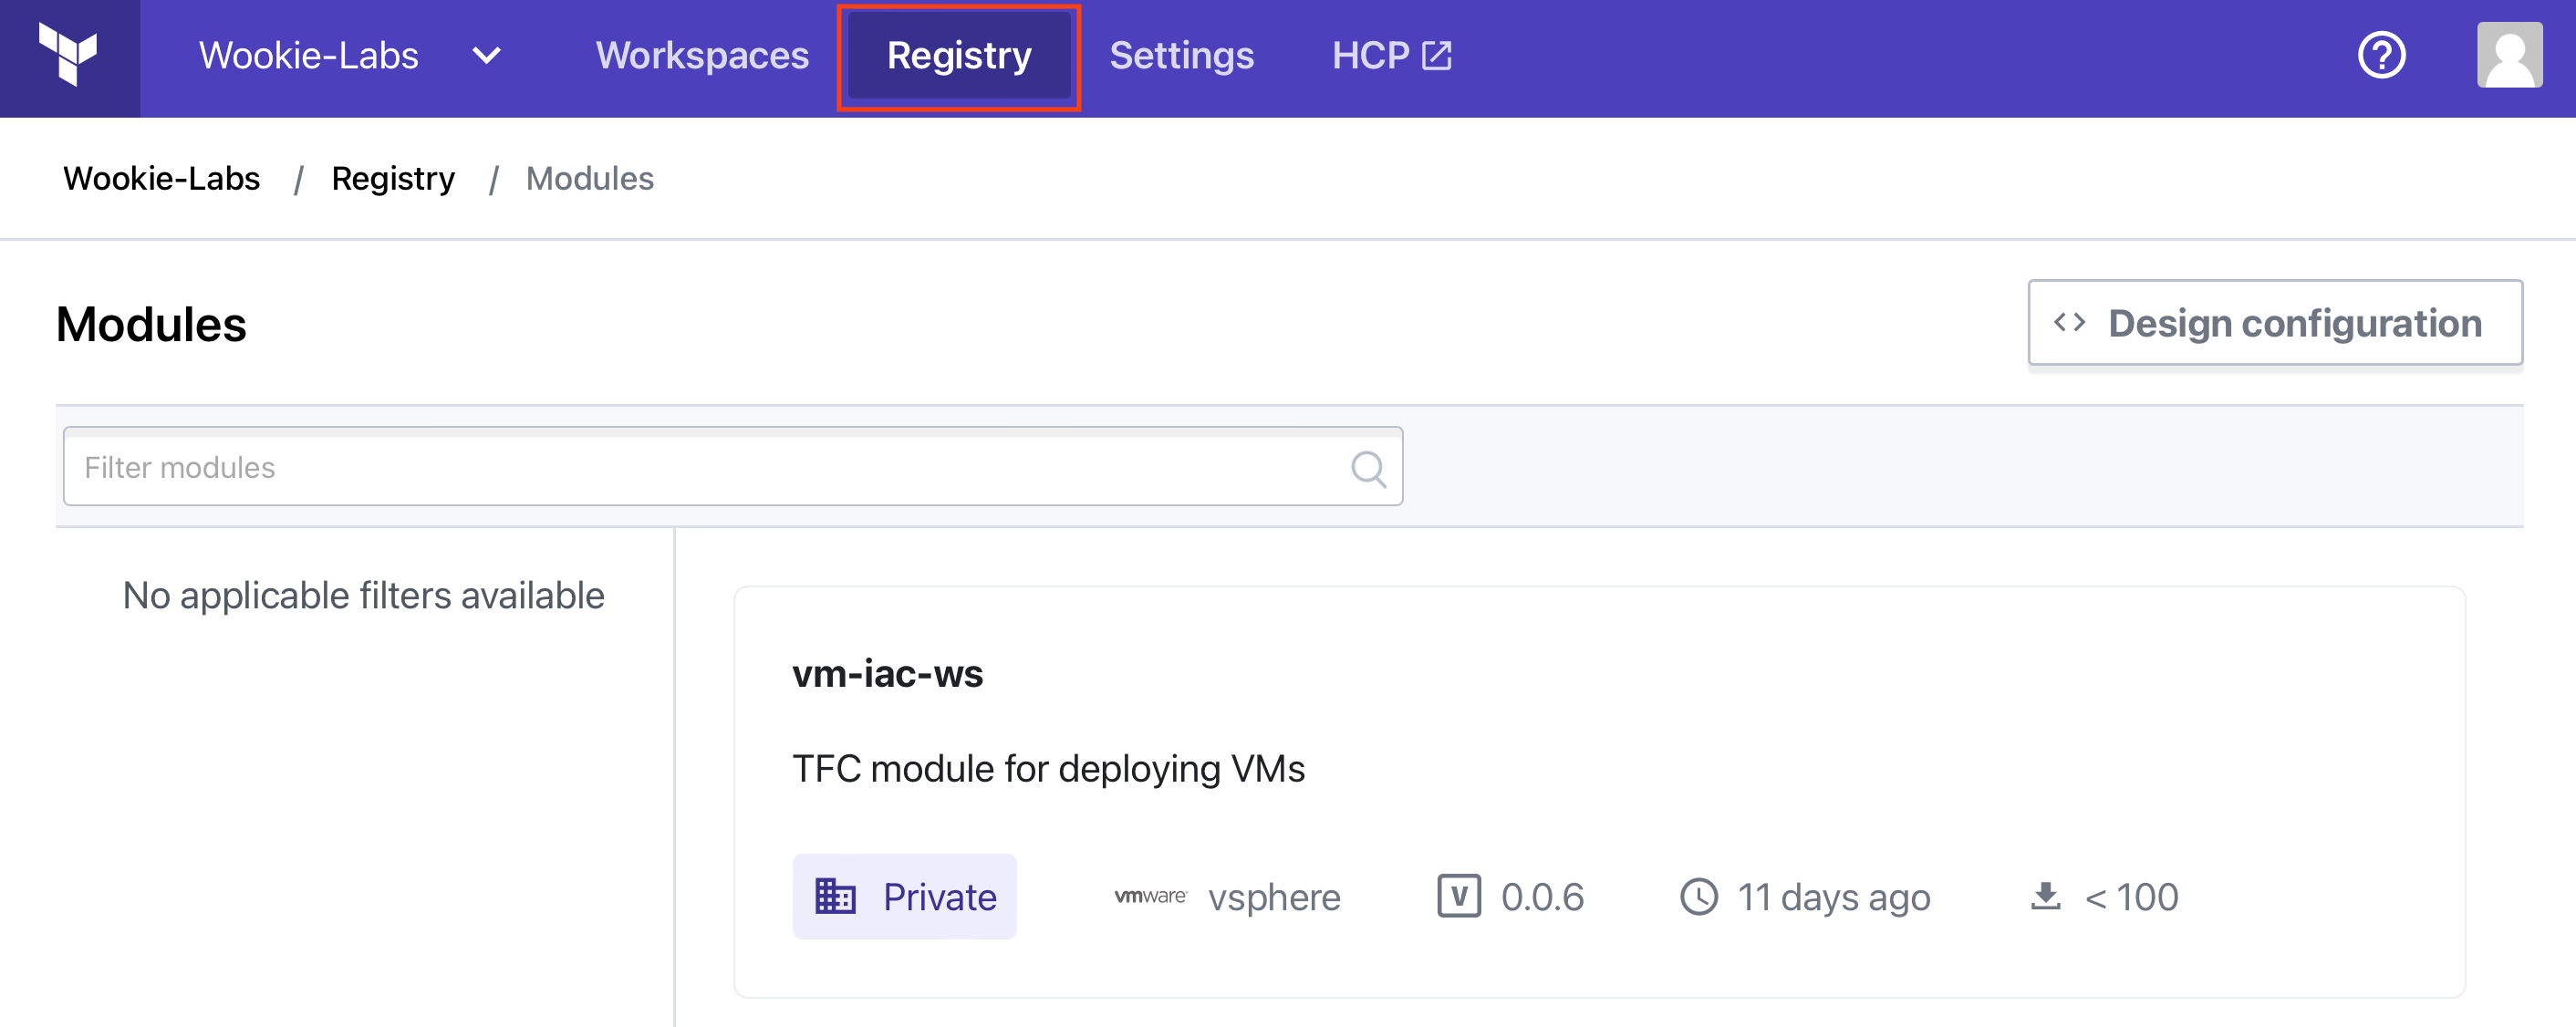 Wookie-Labs Workspaces Registry Settings HCP
Wookie-Labs / Registry / Modules
Modules
<> Design configuration
Filter modules
No applicable filters available
vm-iac-ws
TFC module for deploying VMs
Private vmware vsphere V 0.0.6 11 days ago < 100